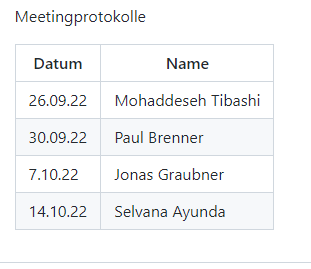 Meetingprotokolle
Datum Name
26.09.22 Mohaddeseh Tibashi
30.09.22 Paul Brenner
7.10.22 Jonas Graubner
14.10.22 Selvana Ayunda